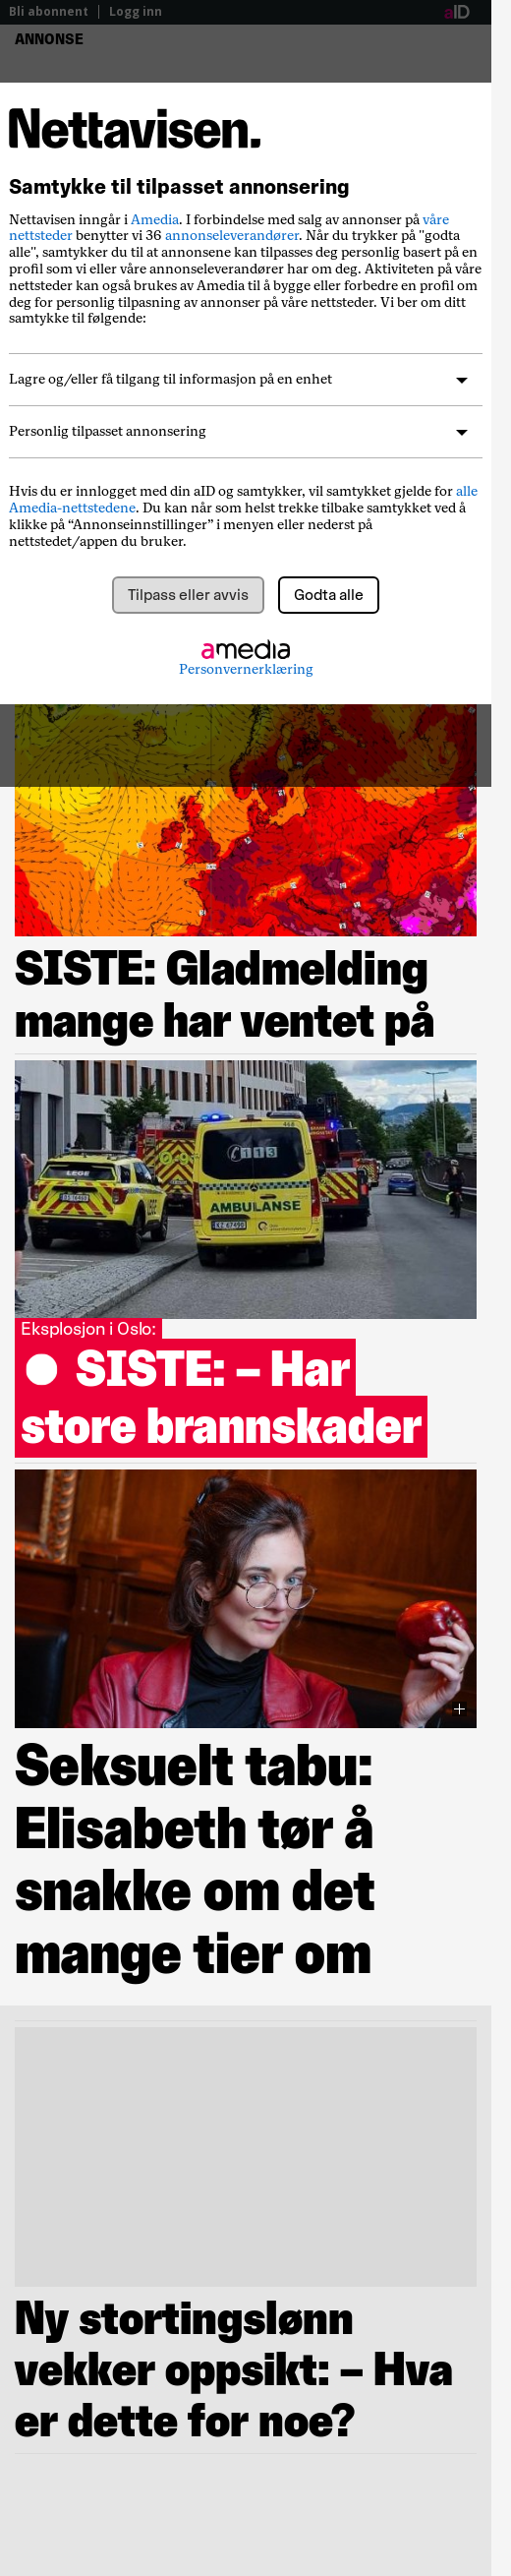 Bli abonnent
Logg inn
aID
ANNONSE
Nettavisen.
Samtykke til tilpasset annonsering
Nettavisen inngår i Amedia. I forbindelse med salg av annonser på våre
nettsteder benytter vi 36 annonseleverandører. Når du trykker på "godta
alle", samtykker du til at annonsene kan tilpasses deg personlig basert på en
profil som vi eller våre annonseleverandører har om deg. Aktiviteten på våre
nettsteder kan også brukes av Amedia til å bygge eller forbedre en profil om
deg for personlig tilpasning av annonser på våre nettsteder. Vi ber om ditt
samtykke til følgende:
Lagre og/eller få tilgang til informasjon på en enhet
Personlig tilpasset annonsering
Hvis du er innlogget med din aID og samtykker, vil samtykket gjelde for alle
Amedia-nettstedene. Du kan når som helst trekke tilbake samtykket ved å
klikke på “Annonseinnstillinger” i menyen eller nederst på
nettstedet/appen du bruker.
Tilpass eller avvis
Godta alle
amedia
Personvernerklæring
SISTE: Gladmelding
mange har ventet på
LEGE
113
468
AMBULANSE
Eksplosjon i Oslo:
SISTE: – Har
store brannskader
Seksuelt tabu:
Elisabeth tør å
snakke om det
mange tier om
Ny stortingslønn
vekker oppsikt: – Hva
er dette for noe?